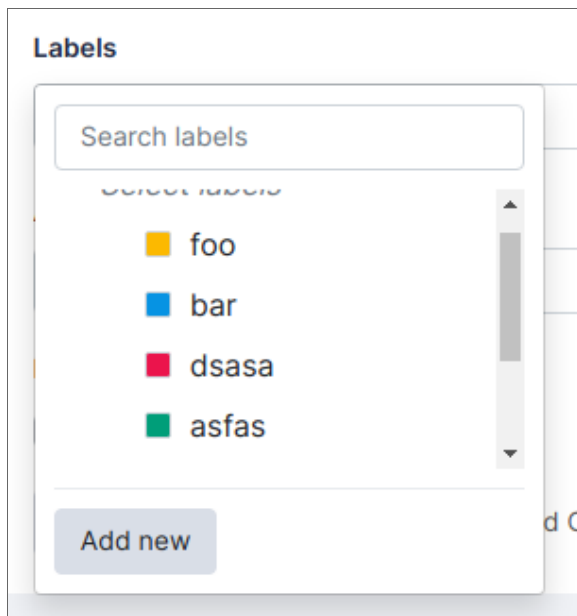 Labels
Search labels
Select labels
foo
bar
dsasa
asfas
Add new
d